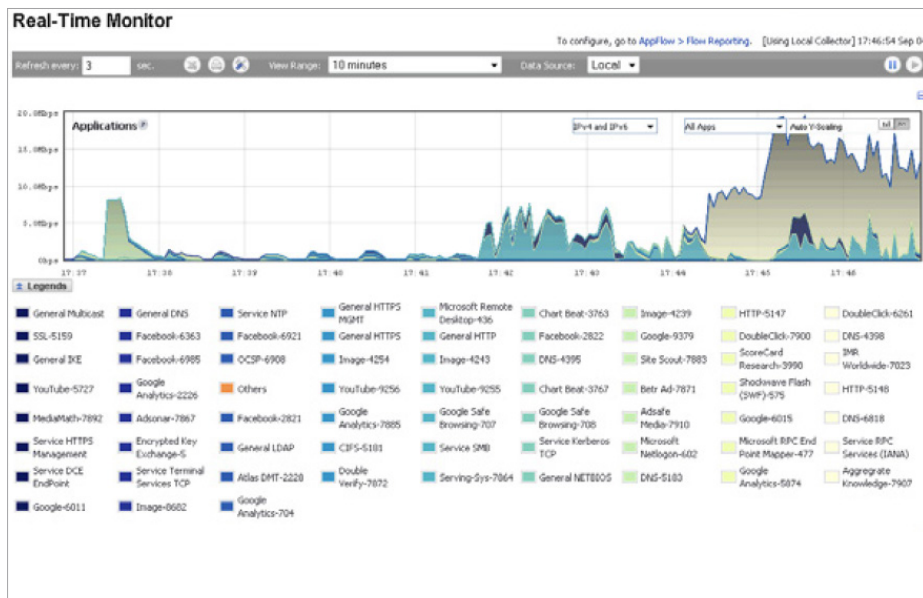 Real-Time Monitor
To configure, go to AppFlow > Flow Reporting. [Using Local Collector] 17:46:54 Sep 0
Refresh every: 3 sec. View Range: 10 minutes Data Source: Local
20.0Mbps
Applications
IPv4 and IPv6 All Apps Auto Y-Scaling
15.0Mbps
10.0Mbps
5.0Mbps
0bps
17:37 17:38 17:39 17:40 17:41 17:42 17:43 17:44 17:45 17:46
Legends
General Multicast General DNS Service NTP General HTTPS MGMT Microsoft Remote Desktop-436 Chart Beat-3763 Image-4239 HTTP-5147 DoubleClick-6261
SSL-5159 Facebook-6363 Facebook-6921 General HTTPS General HTTP Facebook-2822 Google-9379 DoubleClick-7900 DNS-4398
General IKE Facebook-6985 OCSP-6908 Image-4254 Image-4243 DNS-4395 Site Scout-7883 ScoreCard Research-3990 IMR Worldwide-7023
YouTube-5727 Google Analytics-2226 Others YouTube-9256 YouTube-9255 Chart Beat-3767 Betr Ad-7871 Shockwave Flash (SWF)-575 HTTP-5148
MediaMath-7892 Adsonar-7867 Facebook-2821 Google Analytics-7885 Google Safe Browsing-707 Google Safe Browsing-708 Adsafe Media-7910 Google-6015 DNS-6818
Service HTTPS Management Encrypted Key Exchange-5 General LDAP CIFS-5181 Service SMB Service Kerberos TCP Microsoft Netlogon-602 Microsoft RPC End Point Mapper-477 Service RPC Services (IANA)
Service DCE EndPoint Service Terminal Services TCP Atlas DMT-2228 Double Verify-7872 Serving-Sys-7864 General NETBIOS DNS-5183 Google Analytics-5874 Aggregrate Knowledge-7907
Google-6011 Image-8682 Google Analytics-704